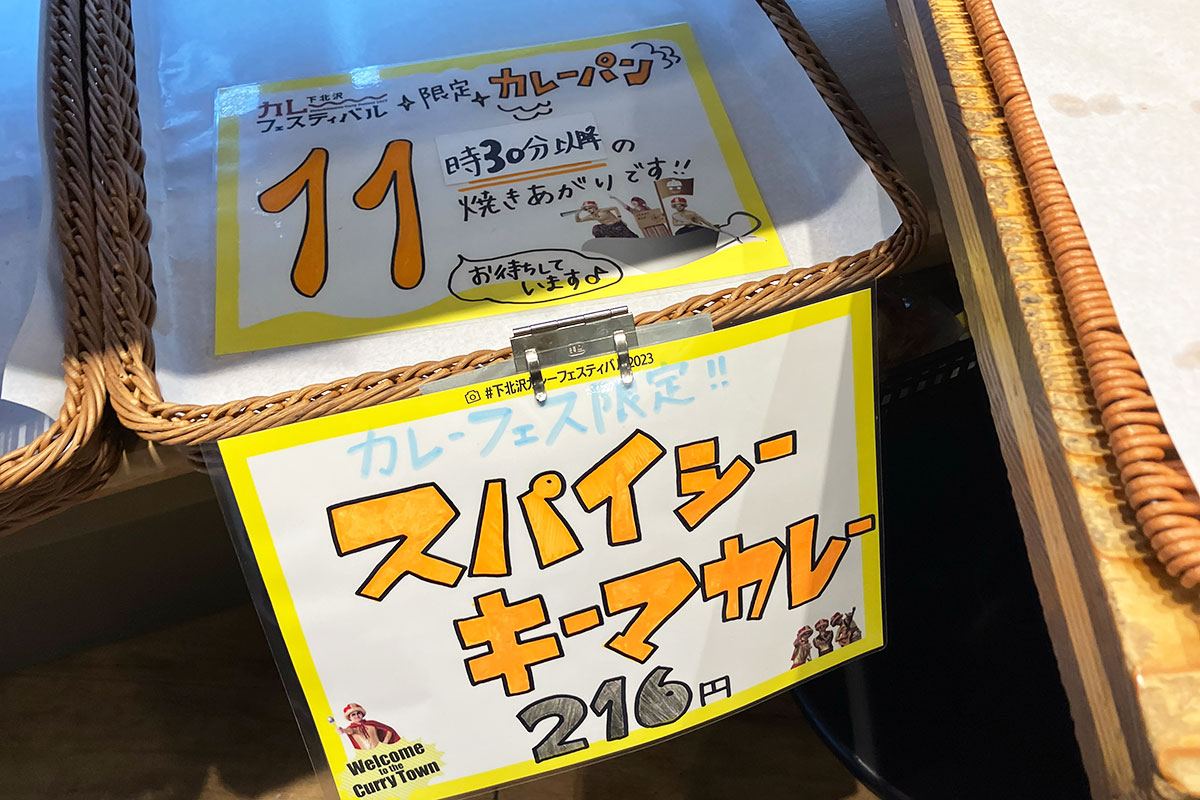 下北沢
カレー
フェスティバル
限定
カレーパン
11
時30分以降の
焼きあがりです!!
お待ちして
います♪
#下北沢カレーフェスティバル2023
カレーフェス限定!!
スパイシー
キーマカレー
216円
Welcome
to the
Curry Town